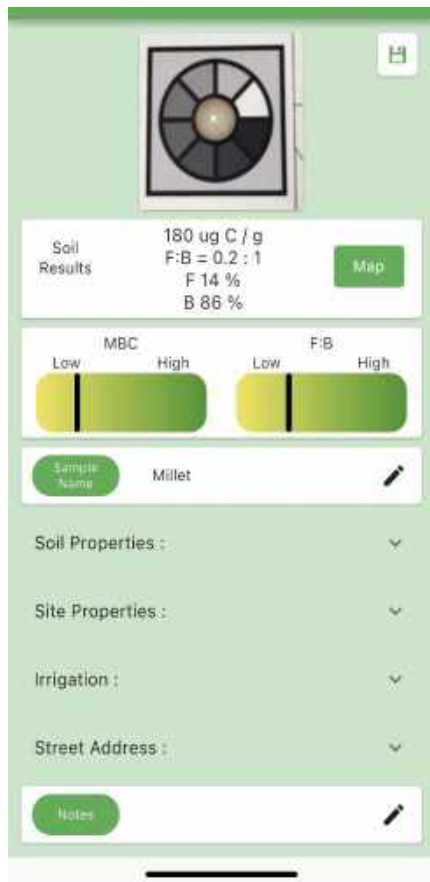 Soil
Results
180 ug C / g
F:B = 0.2 : 1
F 14 %
B 86 %
Map
MBC
Low
High
F:B
Low
High
Sample
Name
Millet
Soil Properties :
Site Properties :
Irrigation :
Street Address :
Notes